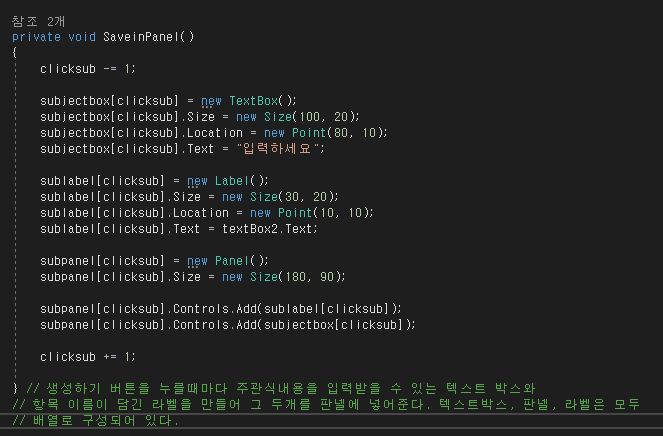 참조 2개
private void SaveinPanel()
{
clicksub -= 1;
subjectbox[clicksub] = new TextBox();
subjectbox[clicksub].Size = new Size(100, 20);
subjectbox[clicksub].Location = new Point(80, 10);
subjectbox[clicksub].Text = "입력하세요";
sublabel[clicksub] = new Label();
sublabel[clicksub].Size = new Size(30, 20);
sublabel[clicksub].Location = new Point(10, 10);
sublabel[clicksub].Text = textBox2.Text;
subpanel[clicksub] = new Panel();
subpanel[clicksub].Size = new Size(180, 90);
subpanel[clicksub].Controls.Add(sublabel[clicksub]);
subpanel[clicksub].Controls.Add(subjectbox[clicksub]);
clicksub += 1;
} // 생성하기 버튼을 누를때마다 주관식내용을 입력받을 수 있는 텍스트 박스와
// 항목 이름이 담긴 라벨을 만들어 그 두개를 판넬에 넣어준다. 텍스트박스, 판넬, 라벨은 모두
// 배열로 구성되어 있다.